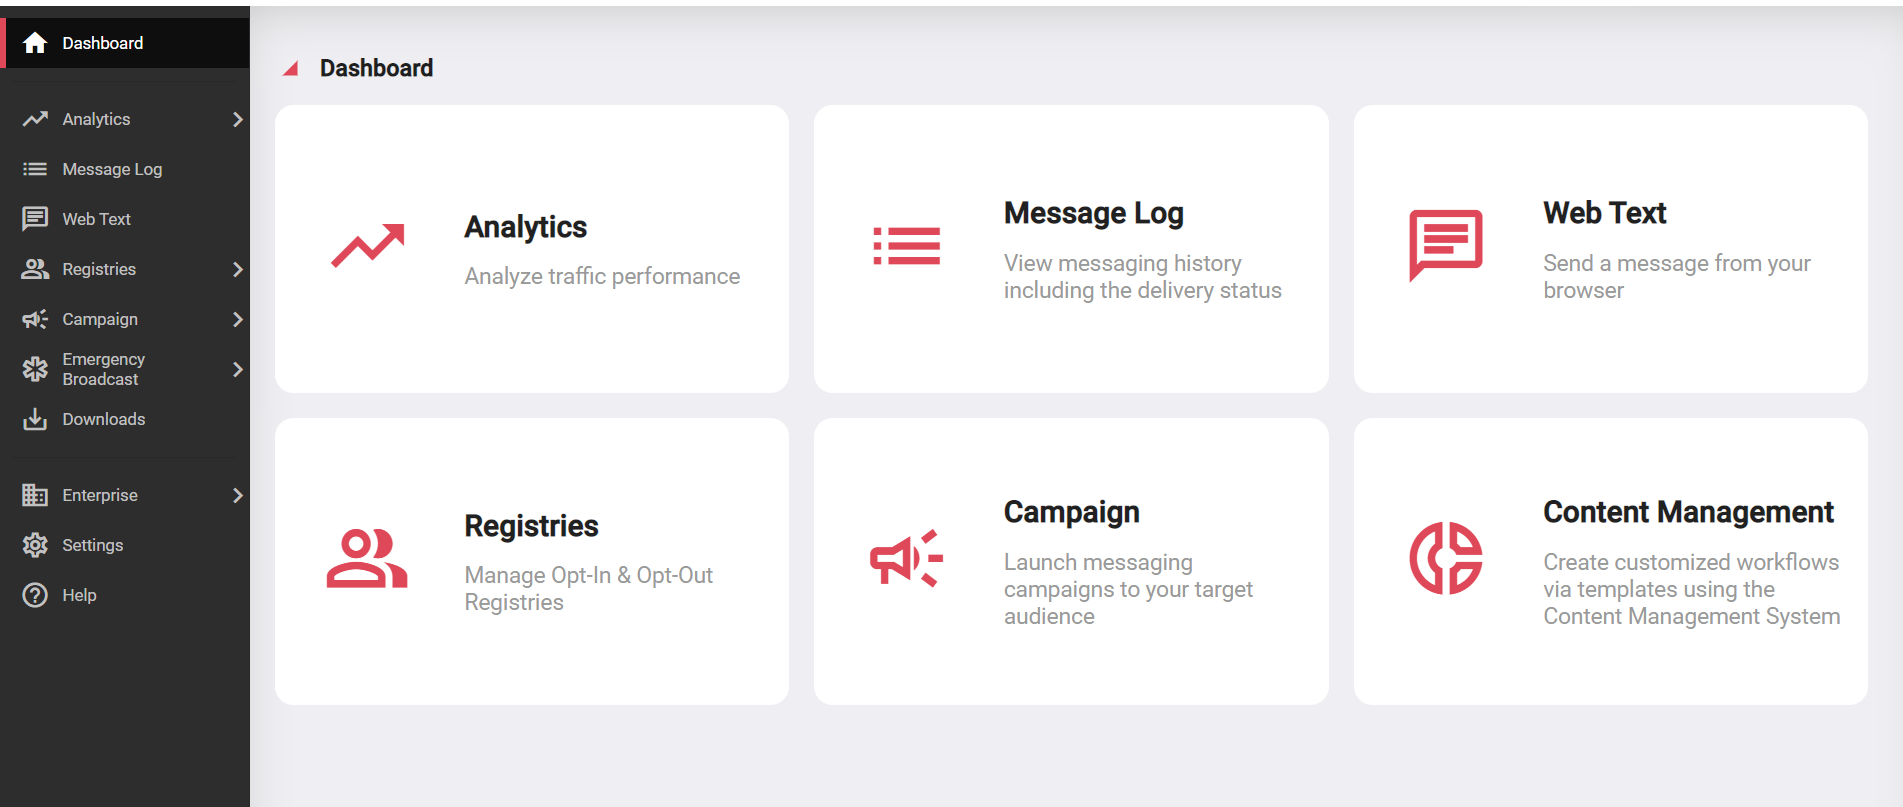 Dashboard
Analytics
Message Log
Web Text
Registries
Campaign
Emergency
Broadcast
Downloads
Enterprise
Settings
Help
Dashboard
Analytics
Analyze traffic performance
Message Log
View messaging history
including the delivery status
Web Text
Send a message from your
browser
Registries
Manage Opt-In & Opt-Out
Registries
Campaign
Launch messaging
campaigns to your target
audience
Content Management
Create customized workflows
via templates using the
Content Management System